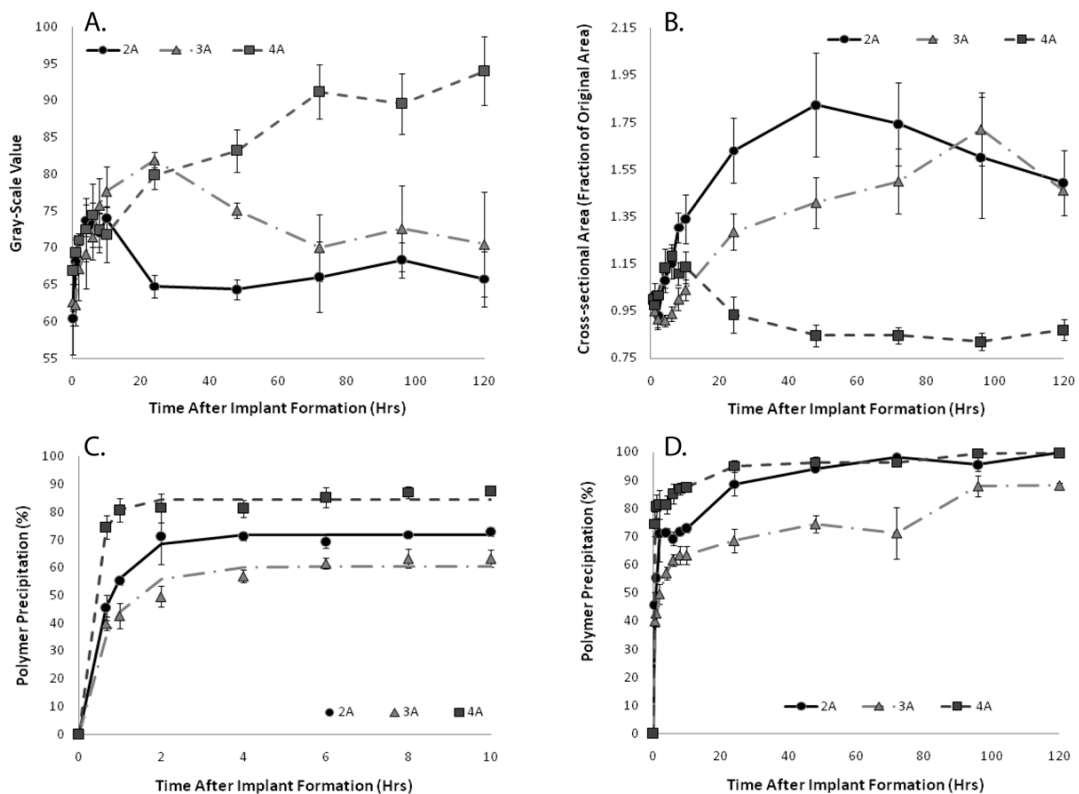 A.
2A 3A 4A
100
95
90
85
80
75
70
65
60
55
Gray-Scale Value
0 20 40 60 80 100 120
Time After Implant Formation (Hrs)
B.
2A 3A 4A
2.15
1.95
1.75
1.55
1.35
1.15
0.95
0.75
Cross-sectional Area (Fraction of Original Area)
0 20 40 60 80 100 120
Time After Implant Formation (Hrs)
C.
100
90
80
70
60
50
40
30
20
10
0
Polymer Precipitation (%)
2A 3A 4A
0 2 4 6 8 10
Time After Implant Formation (Hrs)
D.
100
90
80
70
60
50
40
30
20
10
0
Polymer Precipitation (%)
2A 3A 4A
0 20 40 60 80 100 120
Time After Implant Formation (Hrs)